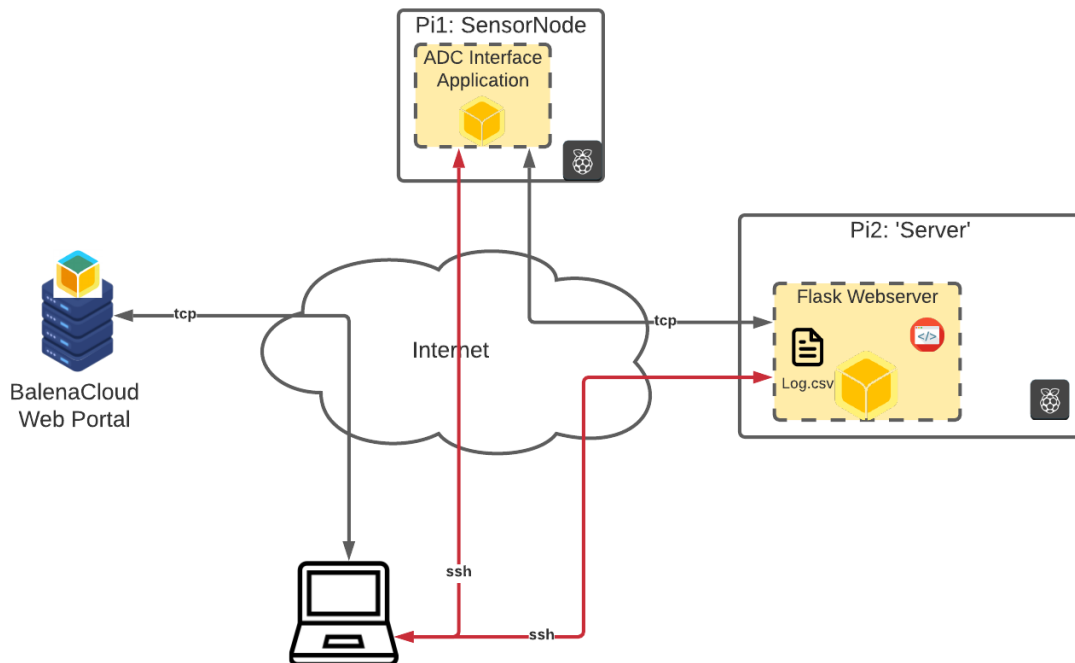 Pi1: SensorNode
ADC Interface
Application
Pi2: 'Server'
Flask Webserver
</>
Log.csv
tcp
tcp
Internet
BalenaCloud
Web Portal
ssh
ssh